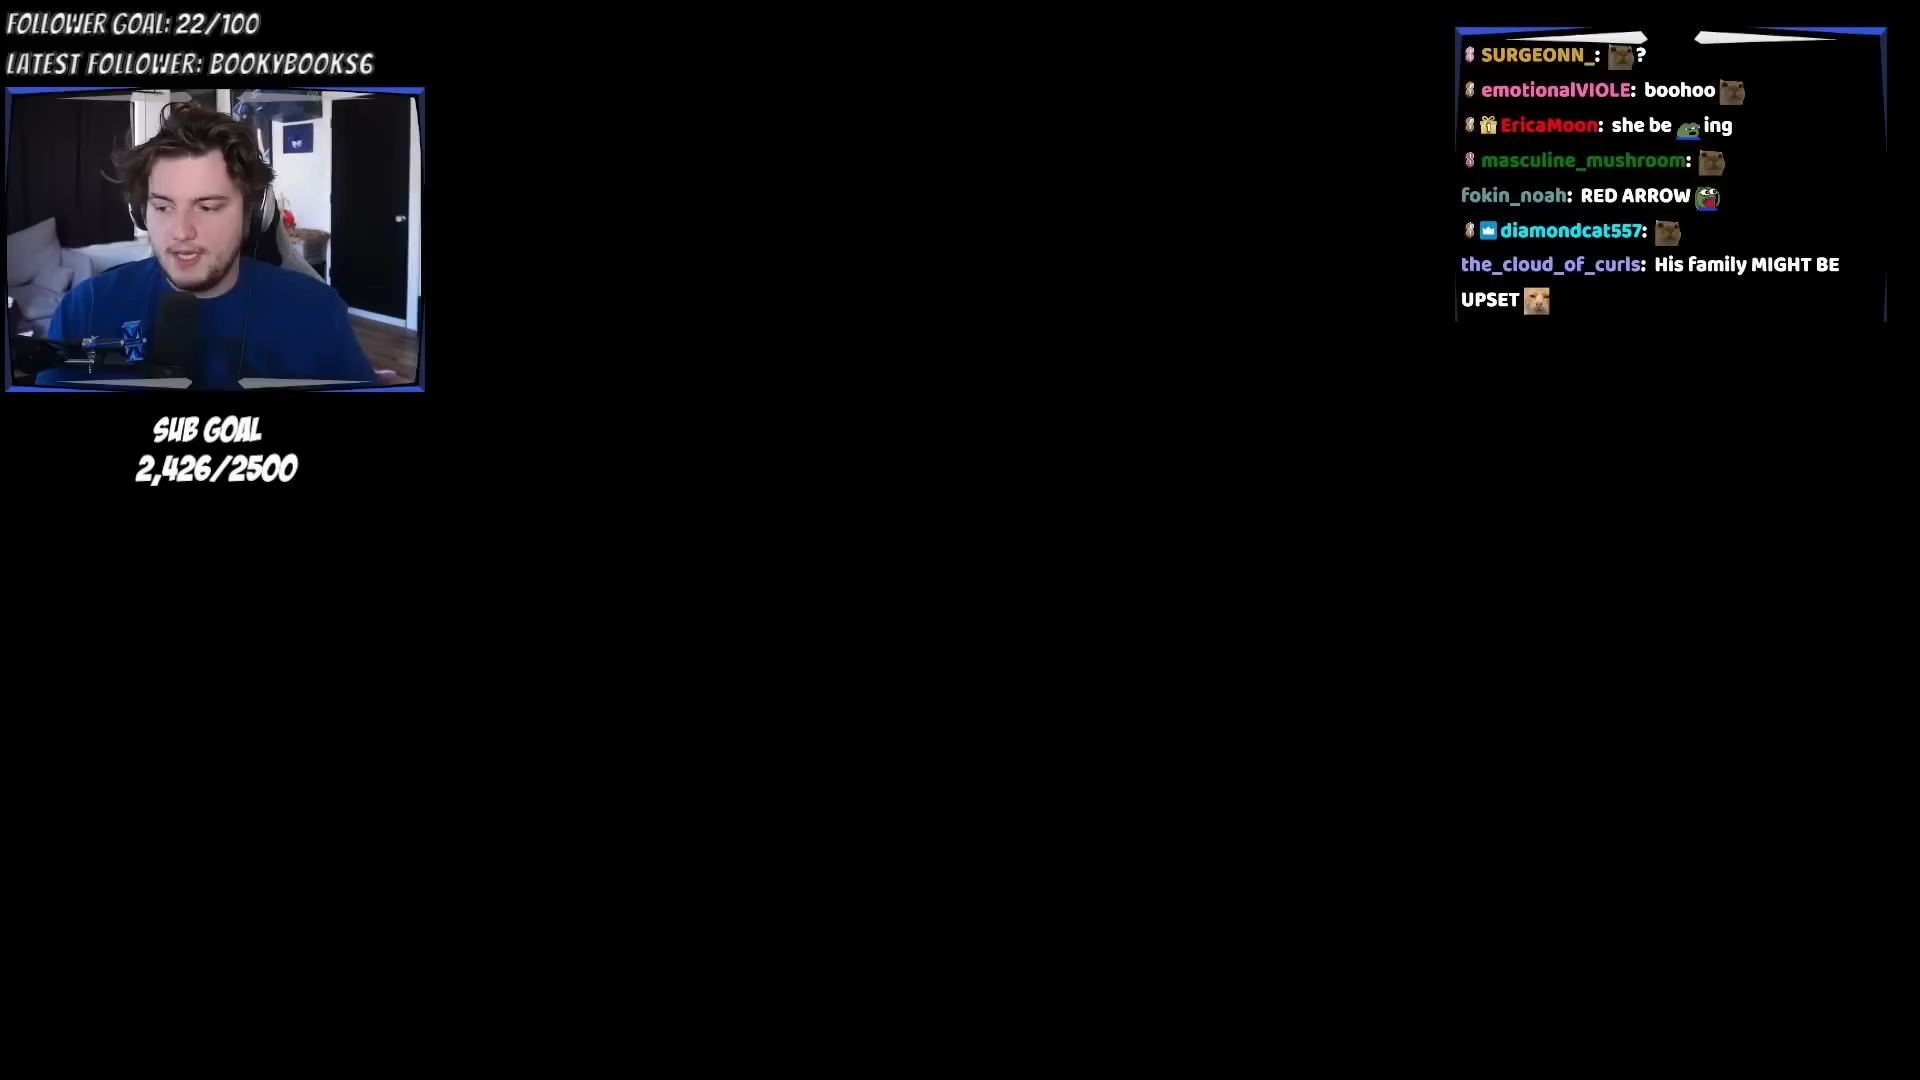 FOLLOWER GOAL: 22/100
LATEST FOLLOWER: BOOKYBOOKS6
SUB GOAL
2,426/2500
SURGEONN_: ?
emotionalVIOLE: boohoo
EricaMoon: she be ing
masculine_mushroom:
fokin_noah: RED ARROW
diamondcat557:
the_cloud_of_curls: His family MIGHT BE
UPSET